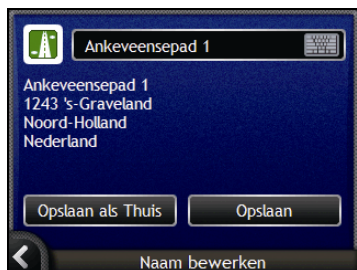 Ankeveensepad 1
Ankeveensepad 1
1243 's-Graveland
Noord-Holland
Nederland
Opslaan als Thuis
Opslaan
Naam bewerken